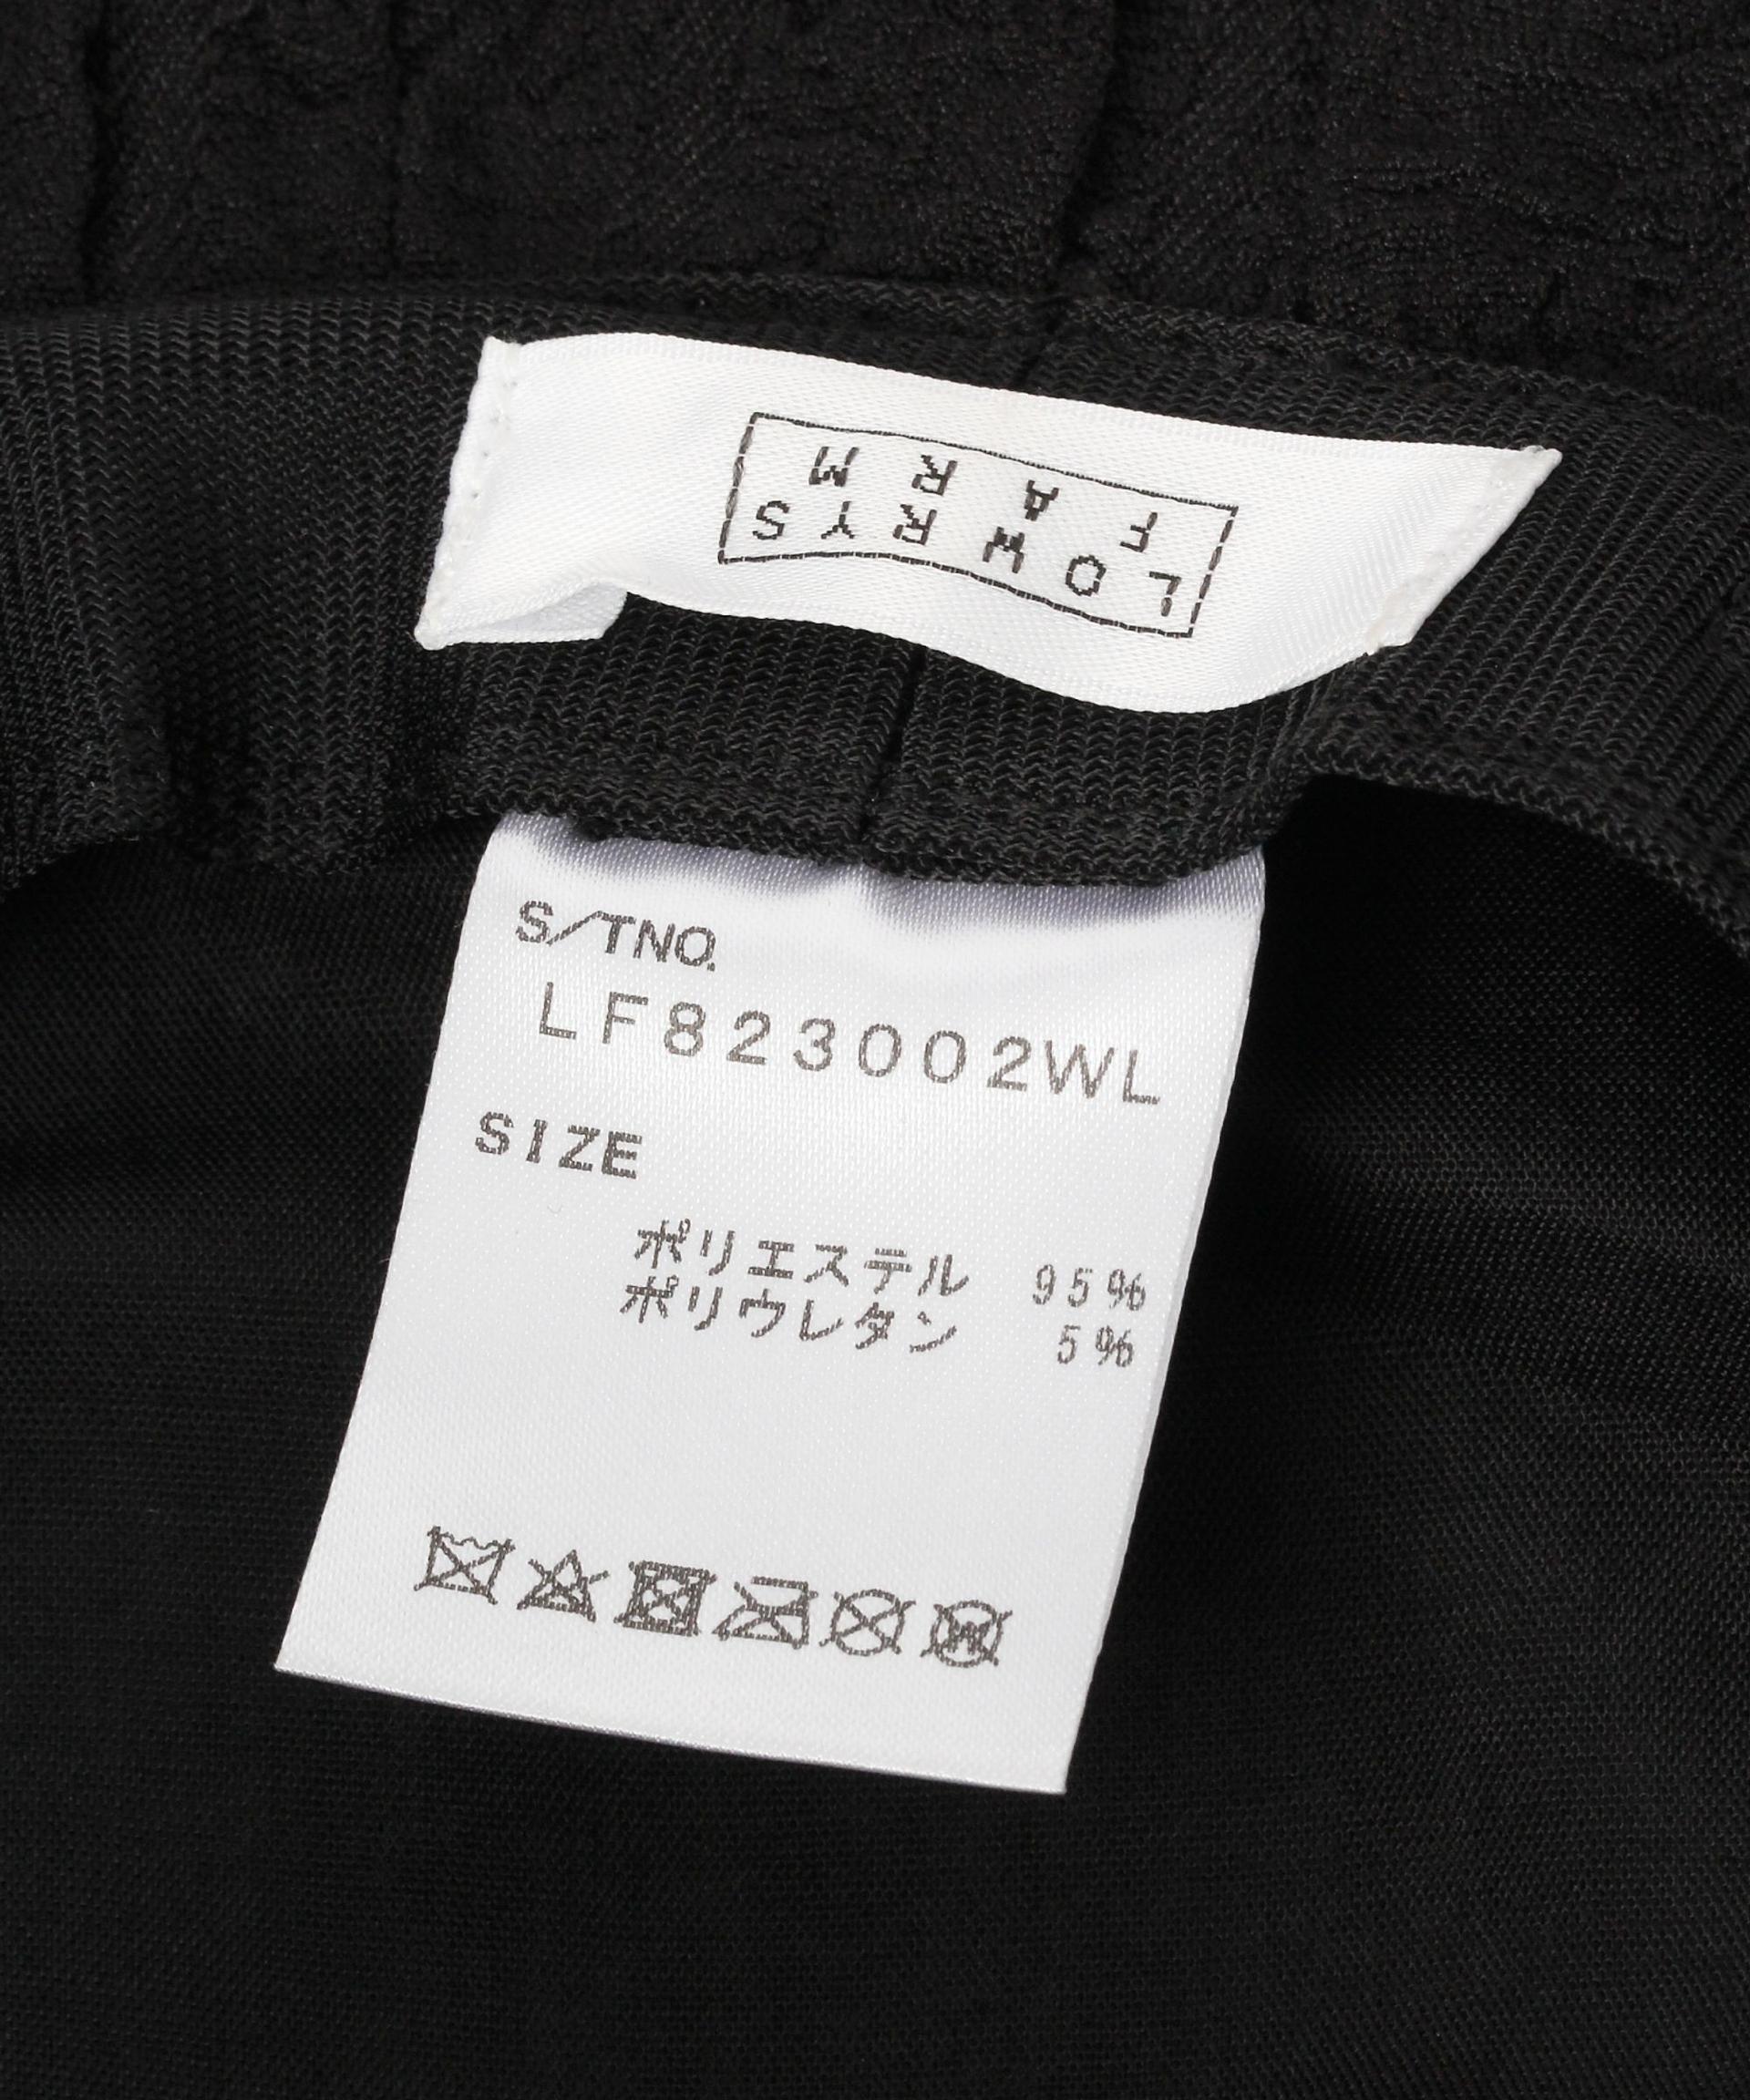 LOWRYS
FARM
S/TNO.
LF823002WL
SIZE
ポリエステル 95%
ポリウレタン 5%
W